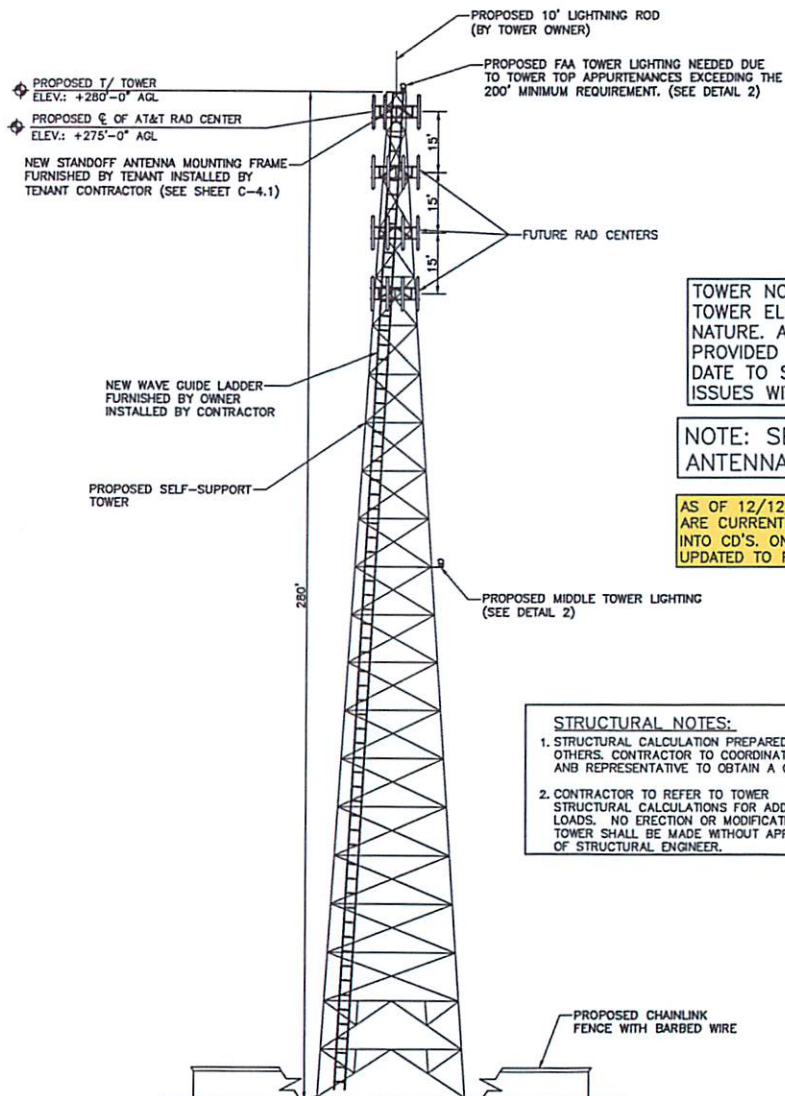 PROPOSED 10' LIGHTNING ROD
(BY TOWER OWNER)
PROPOSED FAA TOWER LIGHTING NEEDED DUE
TO TOWER TOP APPURTENANCES EXCEEDING THE
200' MINIMUM REQUIREMENT. (SEE DETAIL 2)
PROPOSED T/ TOWER
ELEV.: +280'-0" AGL
PROPOSED ℄ OF AT&T RAD CENTER
ELEV.: +275'-0" AGL
NEW STANDOFF ANTENNA MOUNTING FRAME
FURNISHED BY TENANT INSTALLED BY
TENANT CONTRACTOR (SEE SHEET C-4.1)
15'
15'
15'
FUTURE RAD CENTERS
TOWER NO
TOWER EL
NATURE. A
PROVIDED
DATE TO S
ISSUES WI
NEW WAVE GUIDE LADDER
FURNISHED BY OWNER
INSTALLED BY CONTRACTOR
NOTE: SE
ANTENNA
PROPOSED SELF-SUPPORT
TOWER
AS OF 12/12
ARE CURRENT
INTO CD'S. ON
UPDATED TO
280'
PROPOSED MIDDLE TOWER LIGHTING
(SEE DETAIL 2)
STRUCTURAL NOTES:
1. STRUCTURAL CALCULATION PREPARED
OTHERS. CONTRACTOR TO COORDINAT
ANB REPRESENTATIVE TO OBTAIN A
2. CONTRACTOR TO REFER TO TOWER
STRUCTURAL CALCULATIONS FOR ADD
LOADS. NO ERECTION OR MODIFICATI
TOWER SHALL BE MADE WITHOUT APP
OF STRUCTURAL ENGINEER.
PROPOSED CHAINLINK
FENCE WITH BARBED WIRE